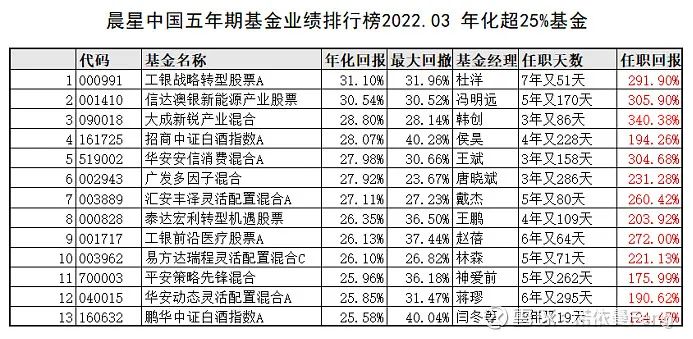 晨星中国五年期基金业绩排行榜2022.03 年化超25%基金
代码 基金名称 年化回报 最大回撤 基金经理 任职天数 任职回报
1 000991 工银战略转型股票A 31.10% 31.96% 杜洋 7年又51天 291.90%
2 001410 信达澳银新能源产业股票 30.54% 30.52% 冯明远 5年又170天 305.90%
3 090018 大成新锐产业混合 28.80% 28.14% 韩创 3年又86天 340.38%
4 161725 招商中证白酒指数A 28.07% 40.28% 侯昊 4年又228天 194.26%
5 519002 华安安信消费混合A 27.98% 30.66% 王斌 3年又158天 304.68%
6 002943 广发多因子混合 27.92% 23.67% 唐晓斌 3年又286天 231.28%
7 003889 汇安丰泽灵活配置混合A 27.11% 27.23% 戴杰 5年又80天 260.42%
8 000828 泰达宏利转型机遇股票 26.35% 36.50% 王鹏 4年又109天 203.92%
9 001717 工银前沿医疗股票A 26.13% 37.44% 赵蓓 6年又64天 272.00%
10 003962 易方达瑞程灵活配置混合C 26.10% 26.82% 林森 5年又71天 221.13%
11 700003 平安策略先锋混合 25.96% 36.18% 神爱前 5年又262天 175.99%
12 040015 华安动态灵活配置混合A 25.85% 31.47% 蒋璆 6年又295天 190.62%
13 160632 鹏华中证白酒指数A 25.58% 40.04% 闫冬 年又19天